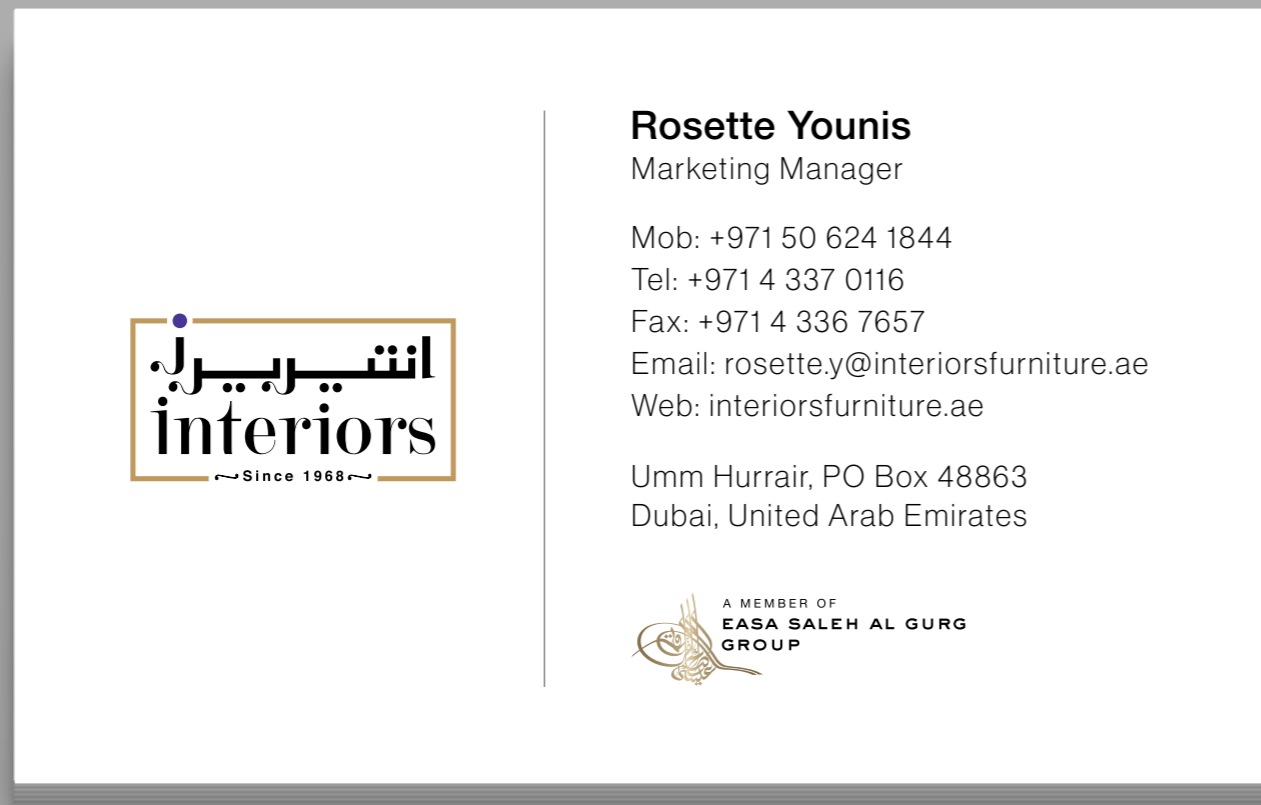 انتيريرز
interiors
Since 1968
Rosette Younis
Marketing Manager
Mob: +971 50 624 1844
Tel: +971 4 337 0116
Fax: +971 4 336 7657
Email: rosette.y@interiorsfurniture.ae
Web: interiorsfurniture.ae
Umm Hurrair, PO Box 48863
Dubai, United Arab Emirates
A MEMBER OF
EASA SALEH AL GURG
GROUP